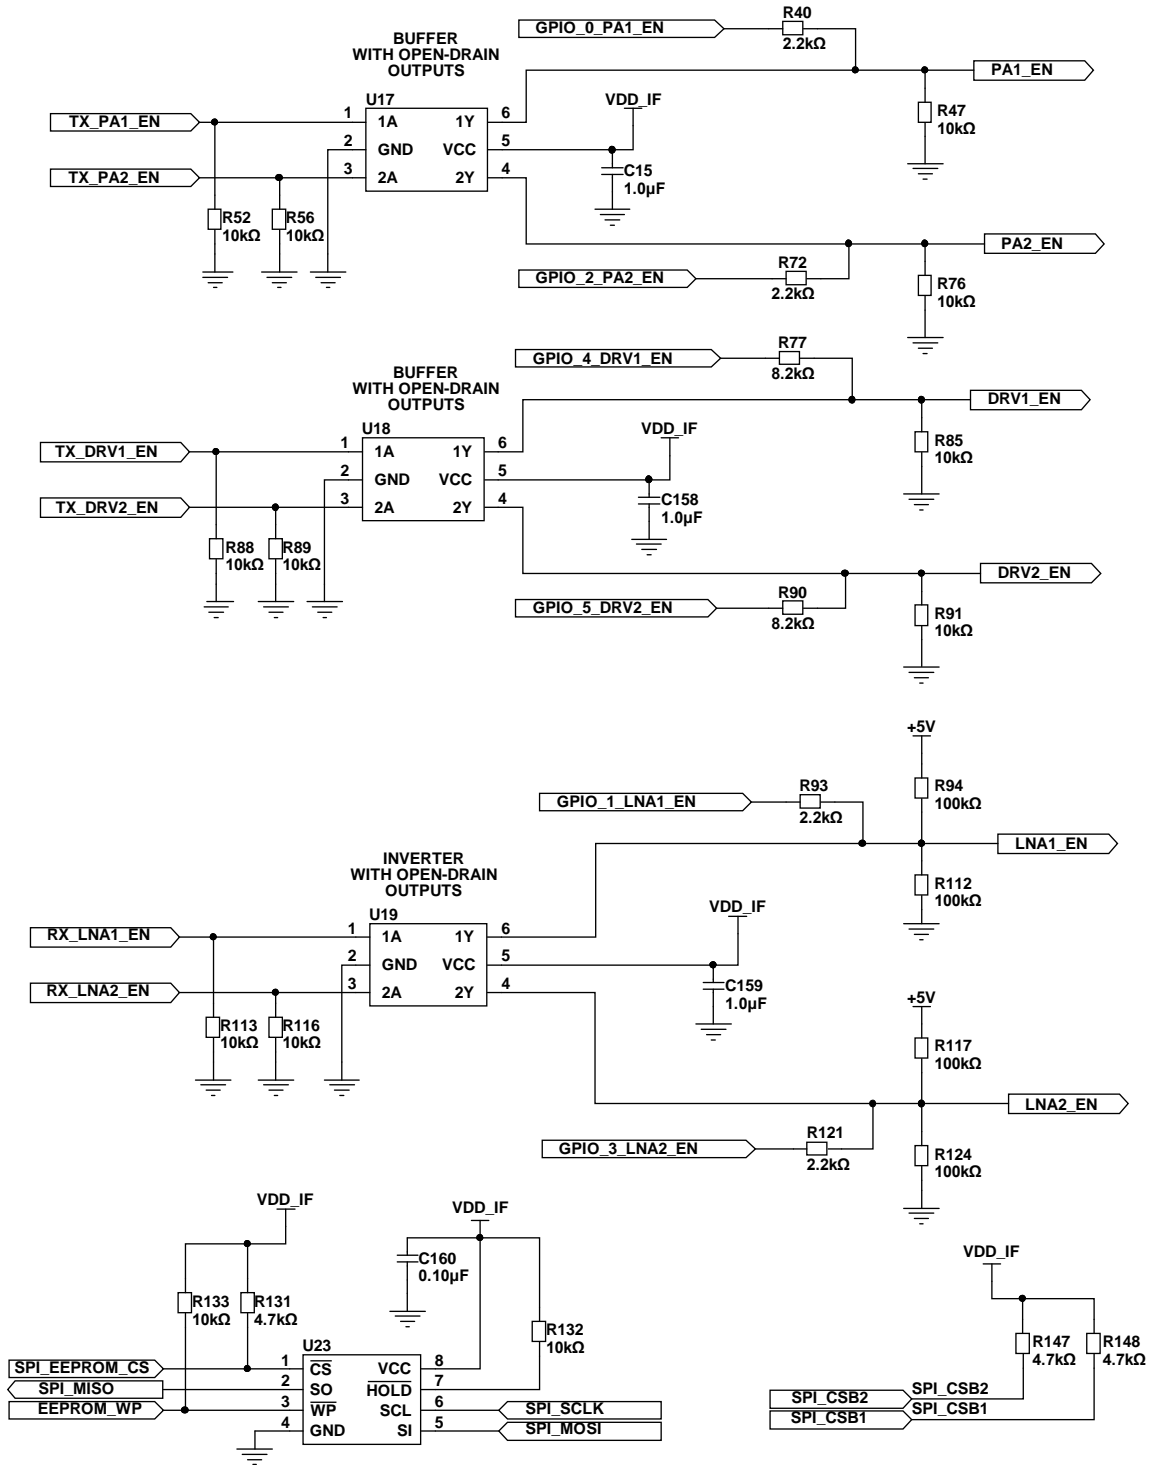 R40
GPIO_0_PA1_EN
2.2kΩ
BUFFER
WITH OPEN-DRAIN
OUTPUTS
PA1_EN
U17
VDD_IF
TX_PA1_EN
1
1A
1Y
6
R47
10kΩ
2
GND
VCC
5
TX_PA2_EN
3
2A
2Y
4
C15
1.0µF
R52
10kΩ
R56
10kΩ
PA2_EN
R72
GPIO_2_PA2_EN
2.2kΩ
R76
10kΩ
R77
GPIO_4_DRV1_EN
8.2kΩ
BUFFER
WITH OPEN-DRAIN
OUTPUTS
DRV1_EN
U18
VDD_IF
TX_DRV1_EN
1
1A
1Y
6
R85
10kΩ
2
GND
VCC
5
TX_DRV2_EN
3
2A
2Y
4
C158
1.0µF
R88
10kΩ
R89
10kΩ
DRV2_EN
R90
GPIO_5_DRV2_EN
8.2kΩ
R91
10kΩ
+5V
R93
GPIO_1_LNA1_EN
2.2kΩ
R94
100kΩ
LNA1_EN
INVERTER
WITH OPEN-DRAIN
OUTPUTS
R112
100kΩ
U19
VDD_IF
RX_LNA1_EN
1
1A
1Y
6
2
GND
VCC
5
RX_LNA2_EN
3
2A
2Y
4
C159
1.0µF
+5V
R113
10kΩ
R116
10kΩ
R117
100kΩ
LNA2_EN
R121
GPIO_3_LNA2_EN
2.2kΩ
R124
100kΩ
VDD_IF
VDD_IF
C160
0.10µF
VDD_IF
R133
10kΩ
R131
4.7kΩ
R132
10kΩ
R147
4.7kΩ
R148
4.7kΩ
U23
SPI_EEPROM_CS
1
CS
VCC
8
SPI_MISO
2
SO
HOLD
7
EEPROM_WP
3
WP
SCL
6
SPI_SCLK
4
GND
SI
5
SPI_MOSI
SPI_CSB2
SPI_CSB2
SPI_CSB1
SPI_CSB1